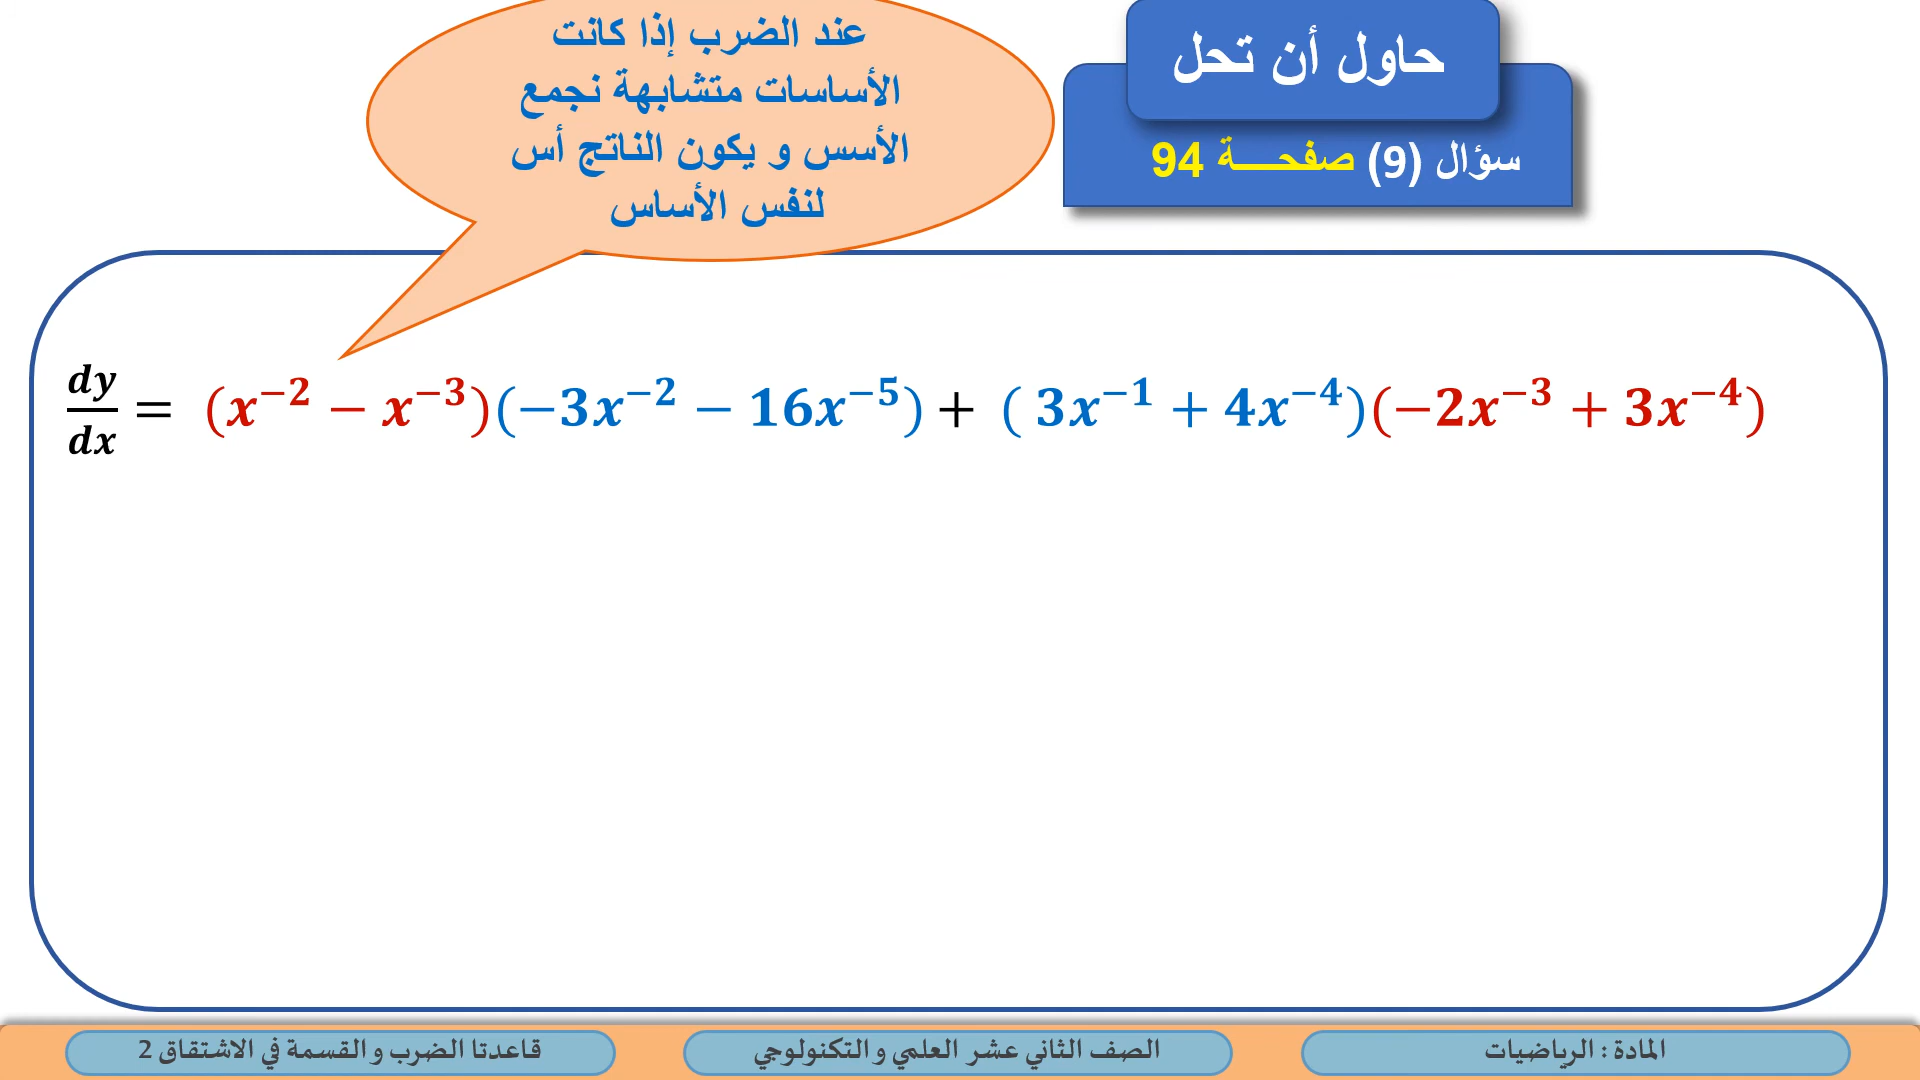 حاول أن تحل
سؤال (9) صفحــــة 94
عند الضرب إذا كانت
الأساسات متشابهة نجمع
الأسس و يكون الناتج أس
لنفس الأساس
dy/dx = (x⁻² − x⁻³)(−3x⁻² − 16x⁻⁵) + ( 3x⁻¹ + 4x⁻⁴)(−2x⁻³ + 3x⁻⁴)
المادة : الرياضيات
الصف الثاني عشر العلمي و التكنولوجي
قاعدتا الضرب و القسمة في الاشتقاق 2